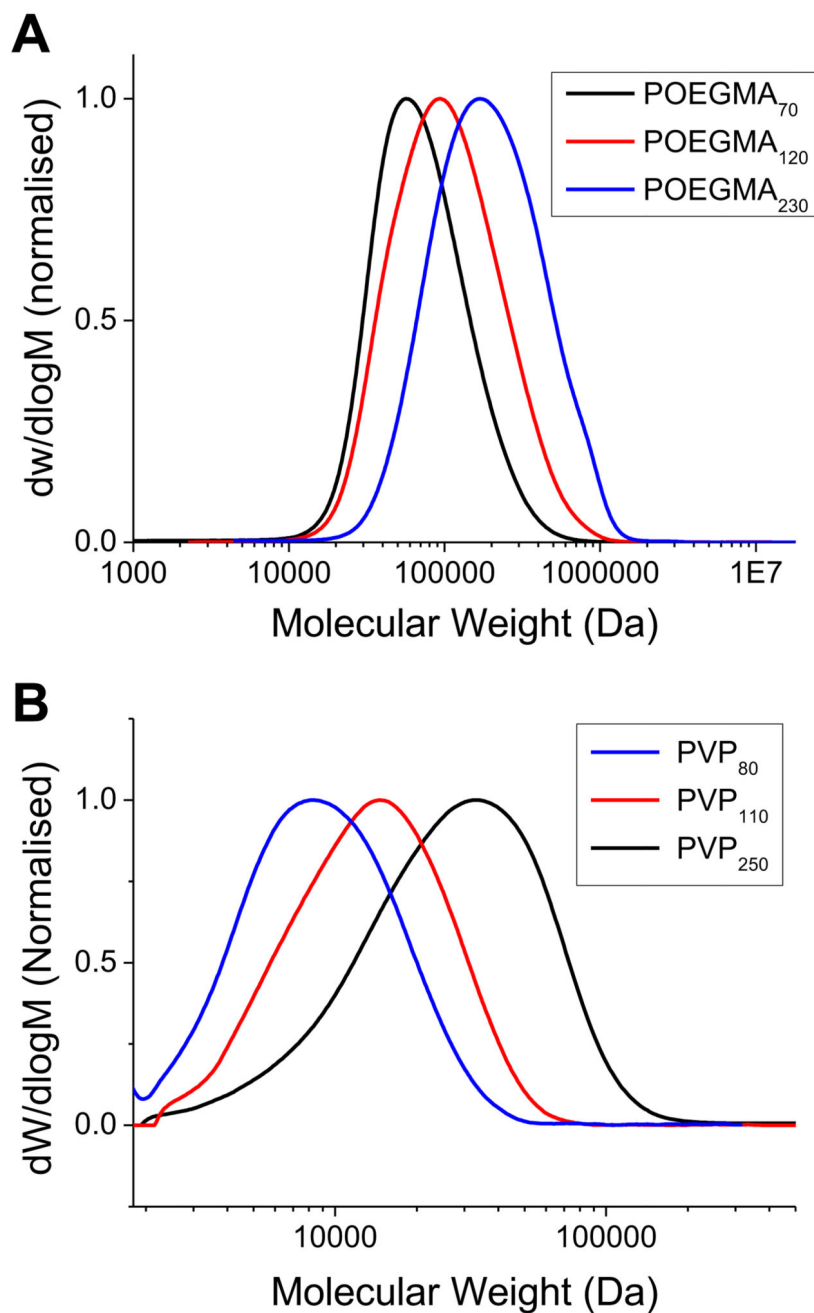 A
POEGMA₇₀
POEGMA₁₂₀
POEGMA₂₃₀
1.0
0.5
0.0
dw/dlogM (normalised)
1000 10000 100000 1000000 1E7
Molecular Weight (Da)
B
PVP₈₀
PVP₁₁₀
PVP₂₅₀
1.0
0.5
0.0
dW/dlogM (Normalised)
10000 100000
Molecular Weight (Da)